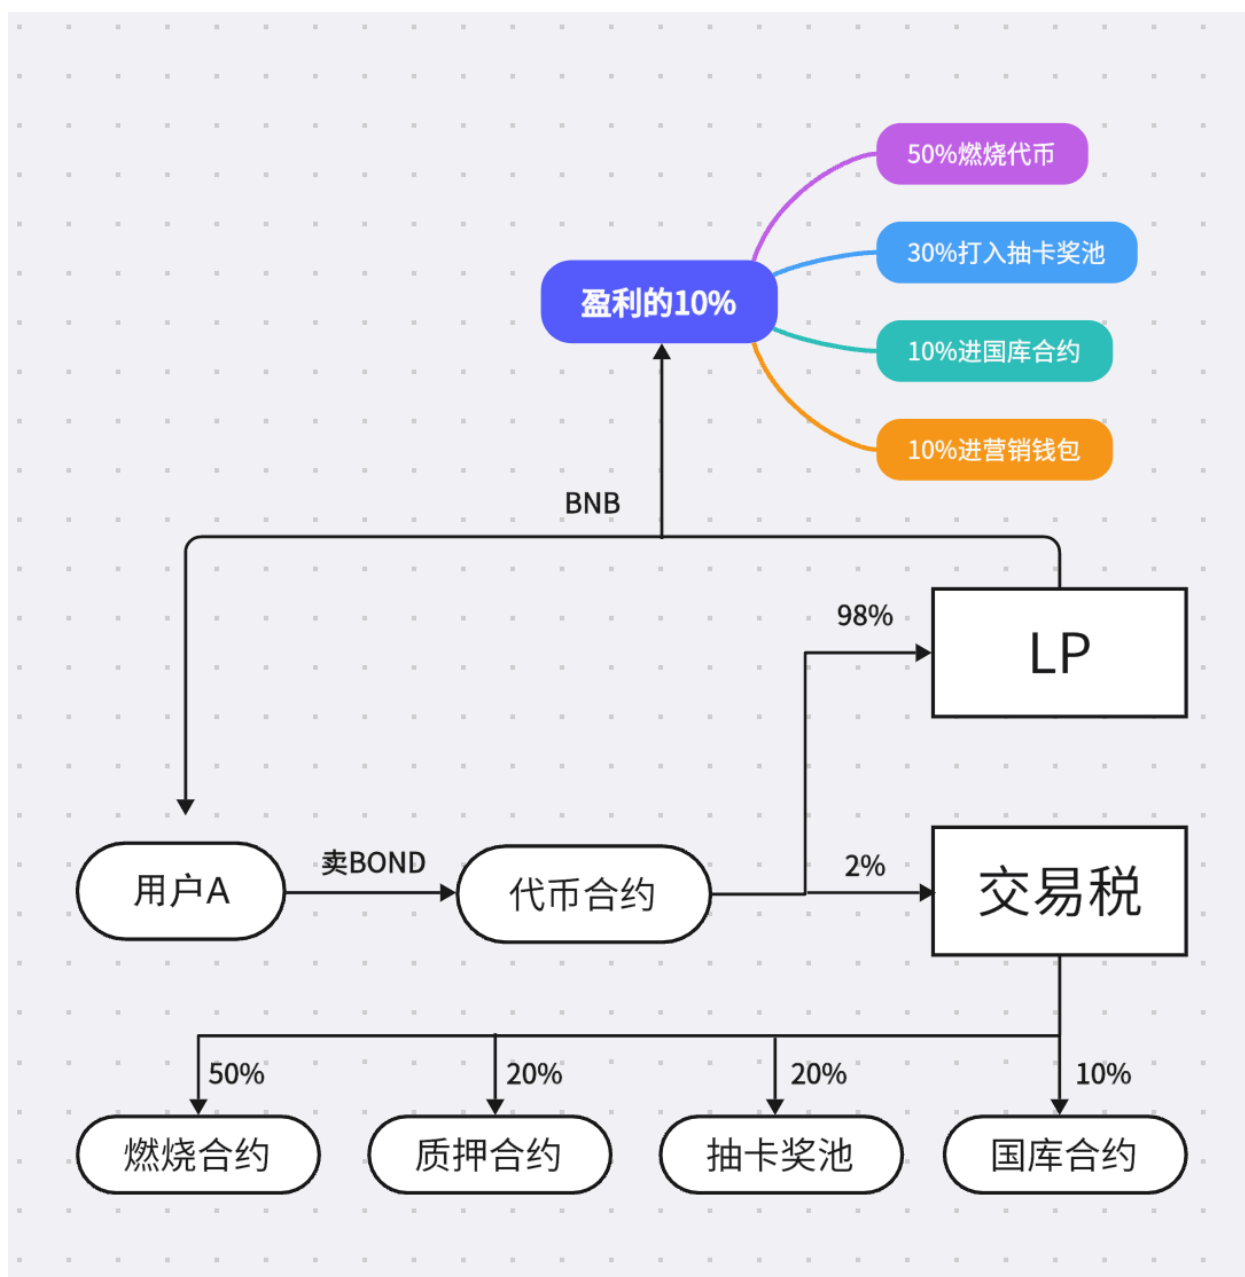 50%燃烧代币
30%打入抽卡奖池
盈利的10%
10%进国库合约
10%进营销钱包
BNB
98%
LP
用户A
卖BOND
代币合约
2%
交易税
50%
20%
20%
10%
燃烧合约
质押合约
抽卡奖池
国库合约